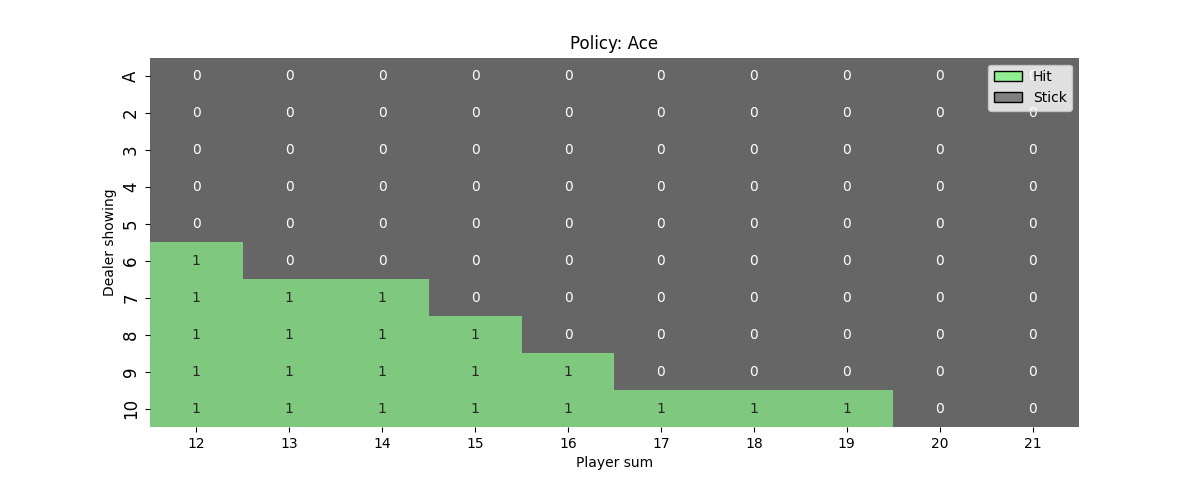 Policy: Ace
Hit
Stick
Dealer showing
A 0 0 0 0 0 0 0 0 0 0
2 0 0 0 0 0 0 0 0 0 0
3 0 0 0 0 0 0 0 0 0 0
4 0 0 0 0 0 0 0 0 0 0
5 0 0 0 0 0 0 0 0 0 0
6 1 0 0 0 0 0 0 0 0 0
7 1 1 1 0 0 0 0 0 0 0
8 1 1 1 1 0 0 0 0 0 0
9 1 1 1 1 1 0 0 0 0 0
10 1 1 1 1 1 1 1 1 0 0
12 13 14 15 16 17 18 19 20 21
Player sum